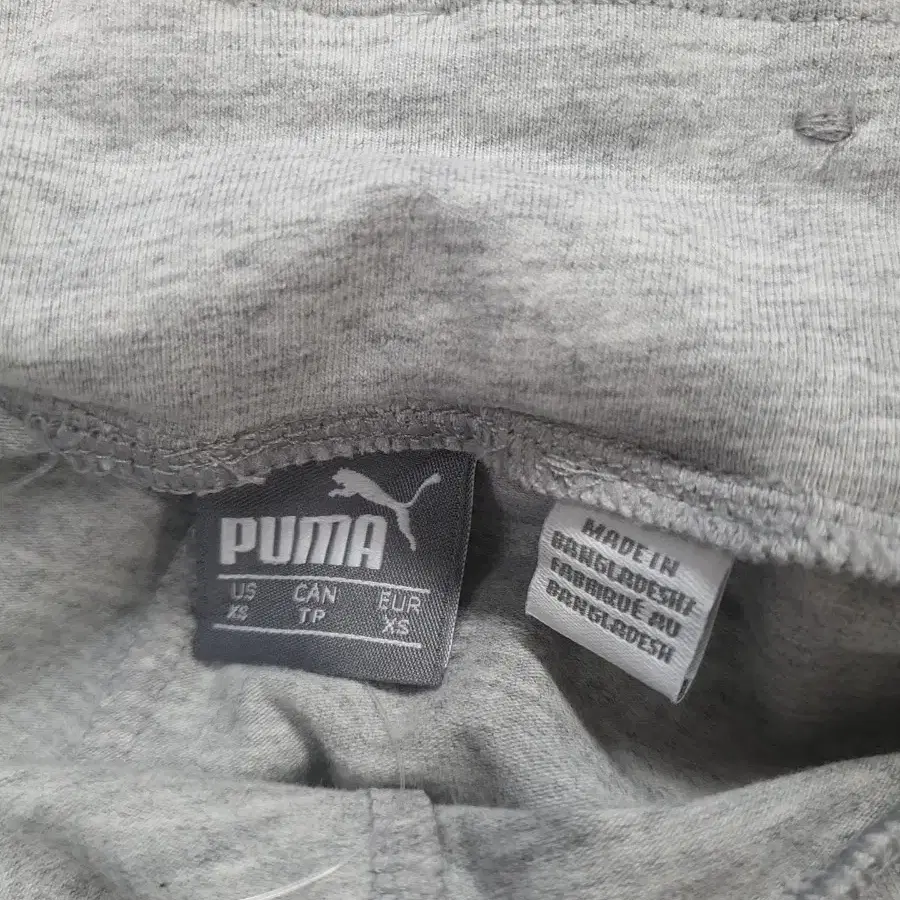 PUMA
US CAN EUR
XS TP XS
MADE IN
BANGLADESH/
FABRIQUÉ AU
BANGLADESH